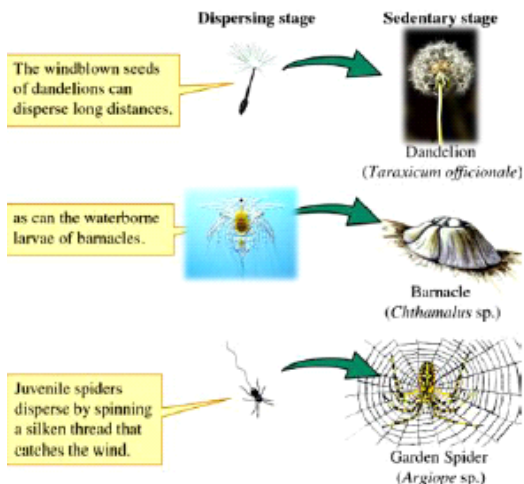 Dispersing stage
Sedentary stage
The windblown seeds
of dandelions can
disperse long distances.
Dandelion
(Taraxicum officionale)
as can the waterborne
larvae of barnacles.
Barnacle
(Chthamalus sp.)
Juvenile spiders
disperse by spinning
a silken thread that
catches the wind.
Garden Spider
(Argiope sp.)